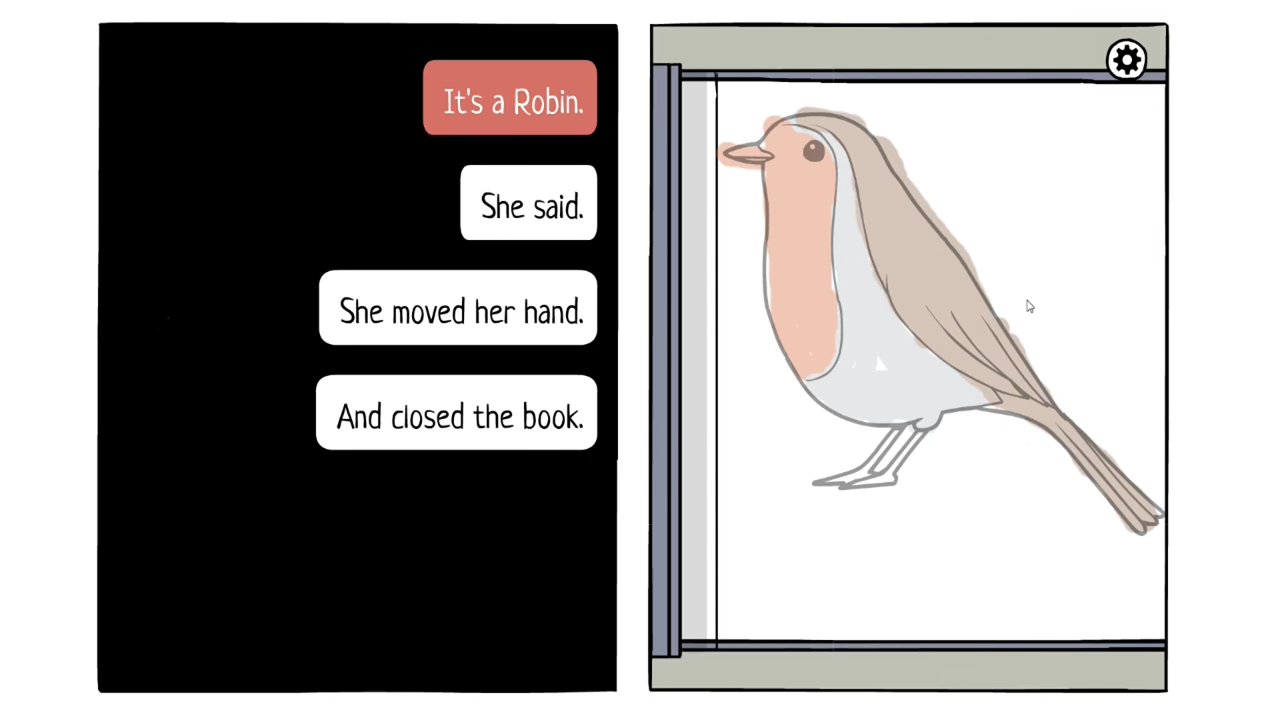 It's a Robin.
She said.
She moved her hand.
And closed the book.